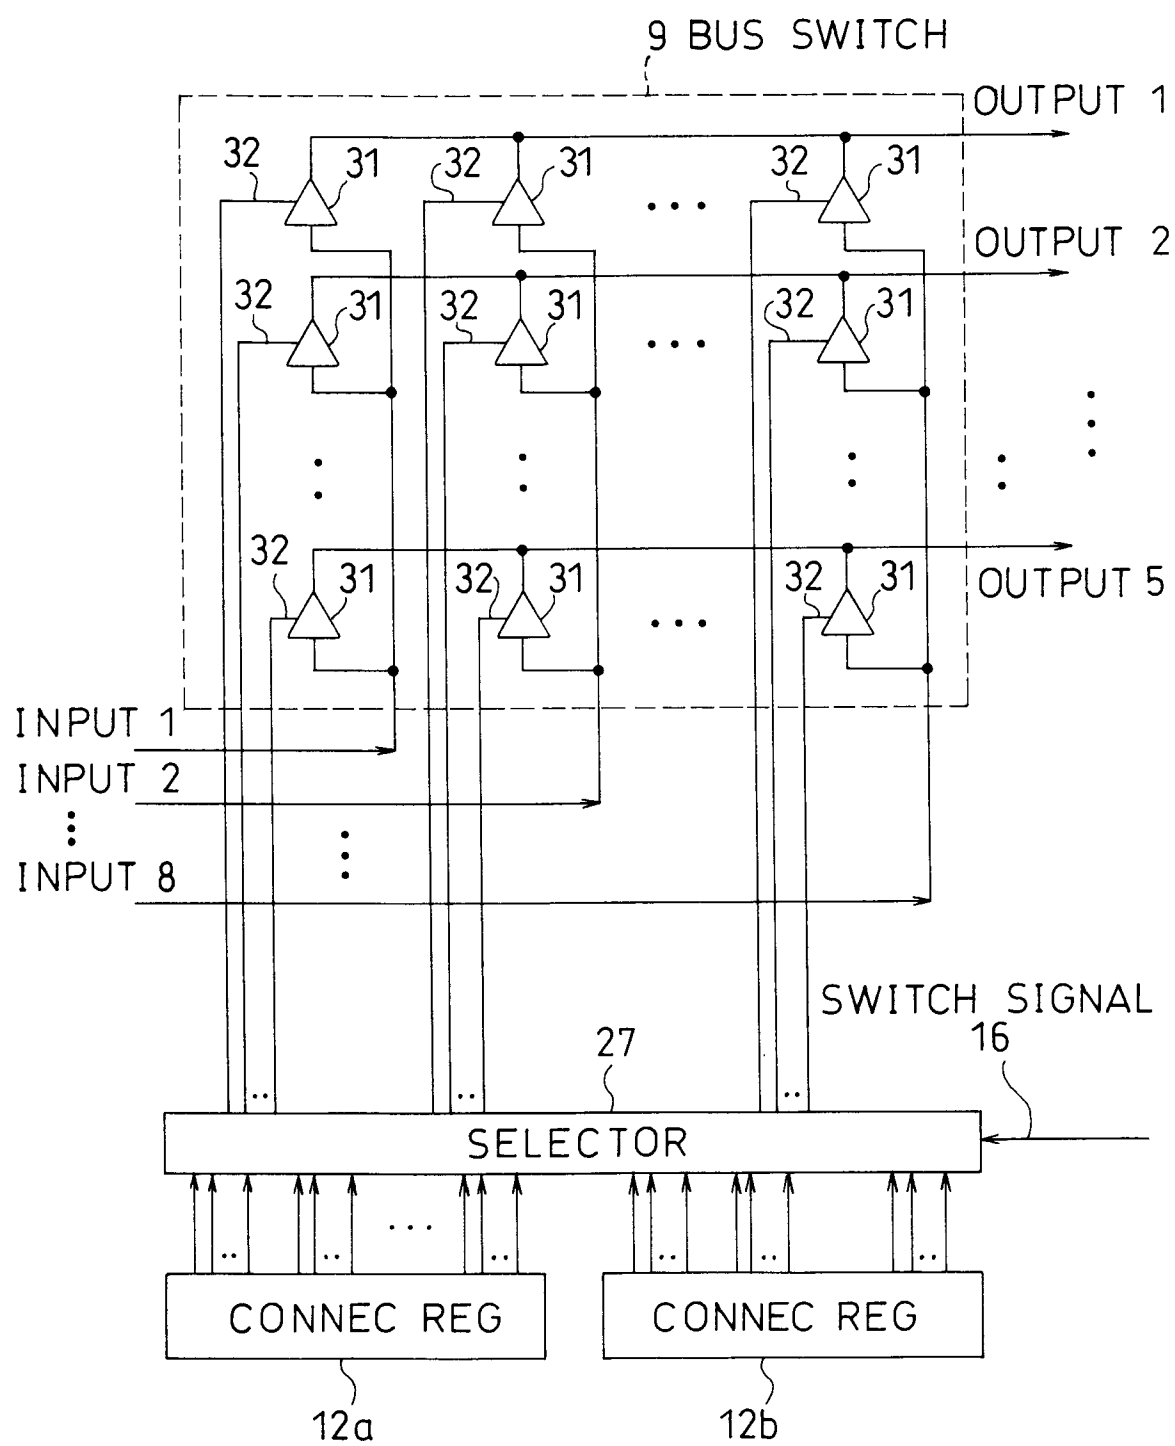 9 BUS SWITCH
OUTPUT 1
32 31 32 31 32 31
OUTPUT 2
32 31 32 31 32 31
32 31 32 31 32 31
OUTPUT 5
INPUT 1
INPUT 2
INPUT 8
SWITCH SIGNAL
16
27
SELECTOR
CONNEC REG CONNEC REG
12a 12b